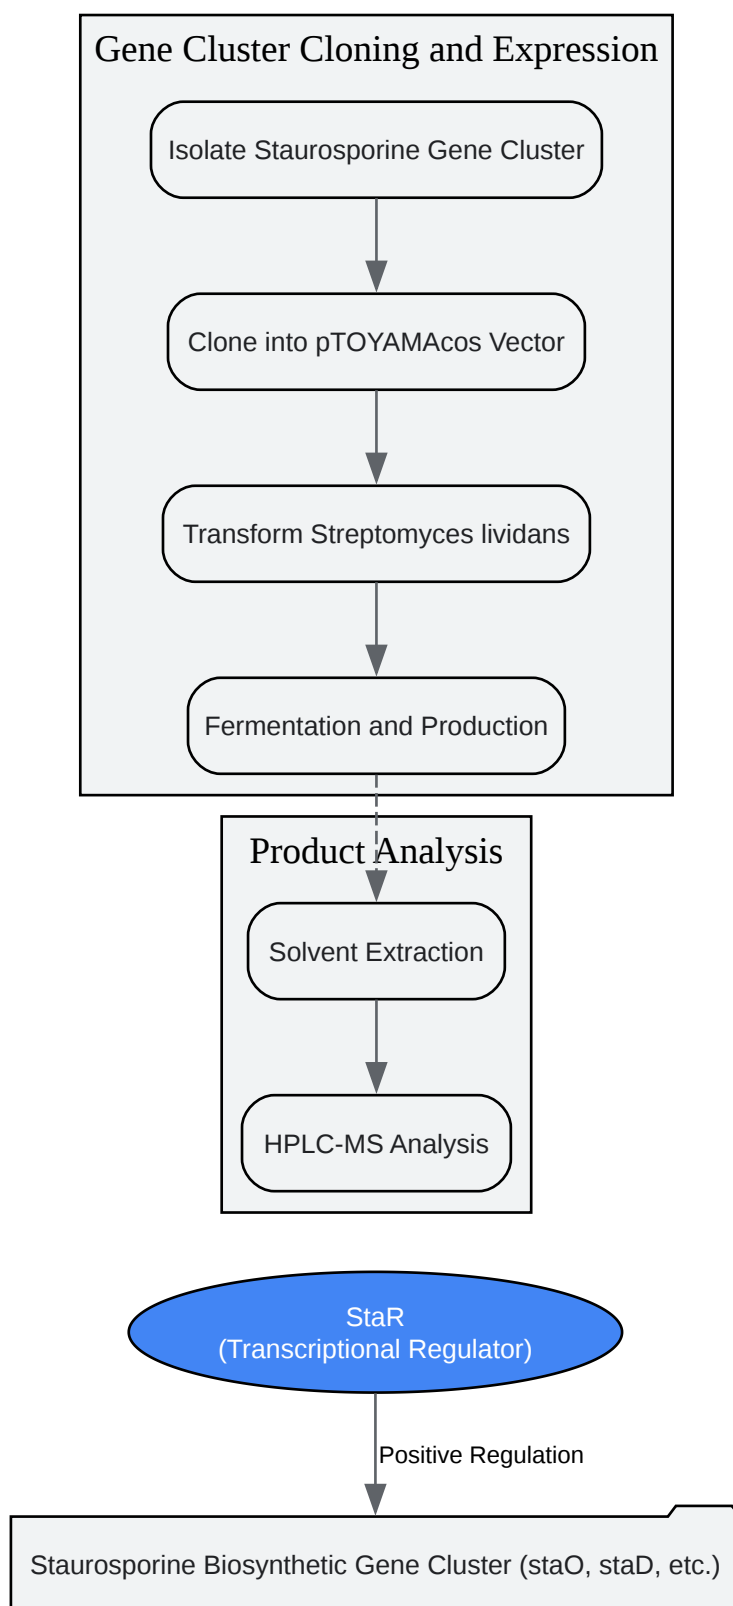 Gene Cluster Cloning and Expression
Isolate Staurosporine Gene Cluster
Clone into pTOYAMAcos Vector
Transform Streptomyces lividans
Fermentation and Production
Product Analysis
Solvent Extraction
HPLC-MS Analysis
StaR
(Transcriptional Regulator)
Positive Regulation
Staurosporine Biosynthetic Gene Cluster (staO, staD, etc.)